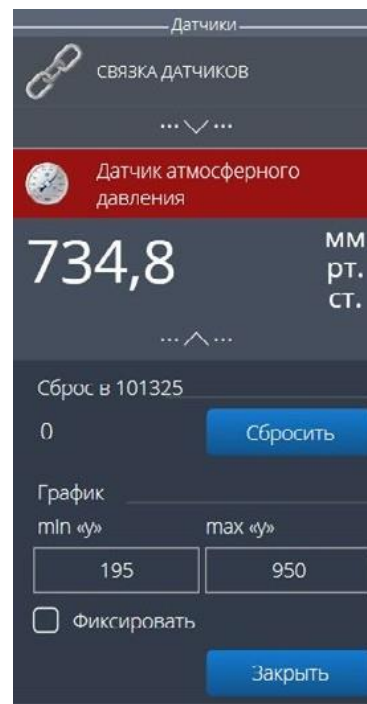 Датчики
СВЯЗКА ДАТЧИКОВ
Датчик атмосферного
давления
734,8
мм
рт.
ст.
Сброс в 101325
0
Сбросить
График
min «y»
max «y»
195
950
Фиксировать
Закрыть